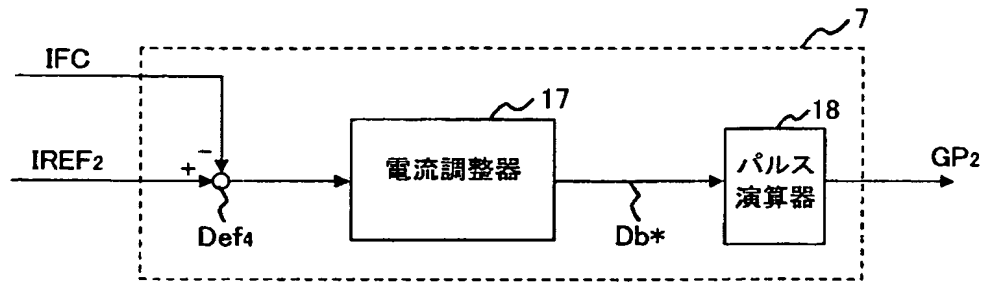 7
IFC
17
18
−
IREF2
+
電流調整器
パルス
演算器
GP2
Def4
Db*